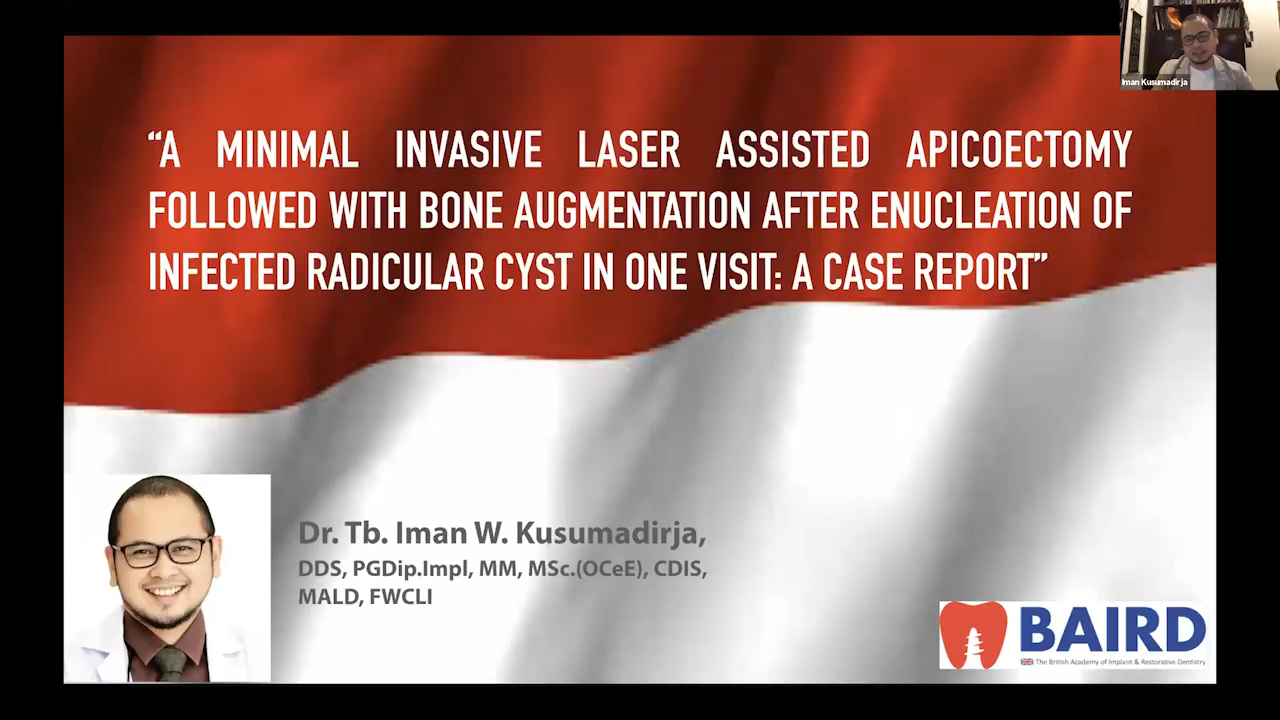 Iman Kusumadirja
“A MINIMAL INVASIVE LASER ASSISTED APICOECTOMY
FOLLOWED WITH BONE AUGMENTATION AFTER ENUCLEATION OF
INFECTED RADICULAR CYST IN ONE VISIT: A CASE REPORT”
Dr. Tb. Iman W. Kusumadirja,
DDS, PGDip.Impl, MM, MSc.(OCeE), CDIS,
MALD, FWCLI
BAIRD
The British Academy of Implant & Restorative Dentistry